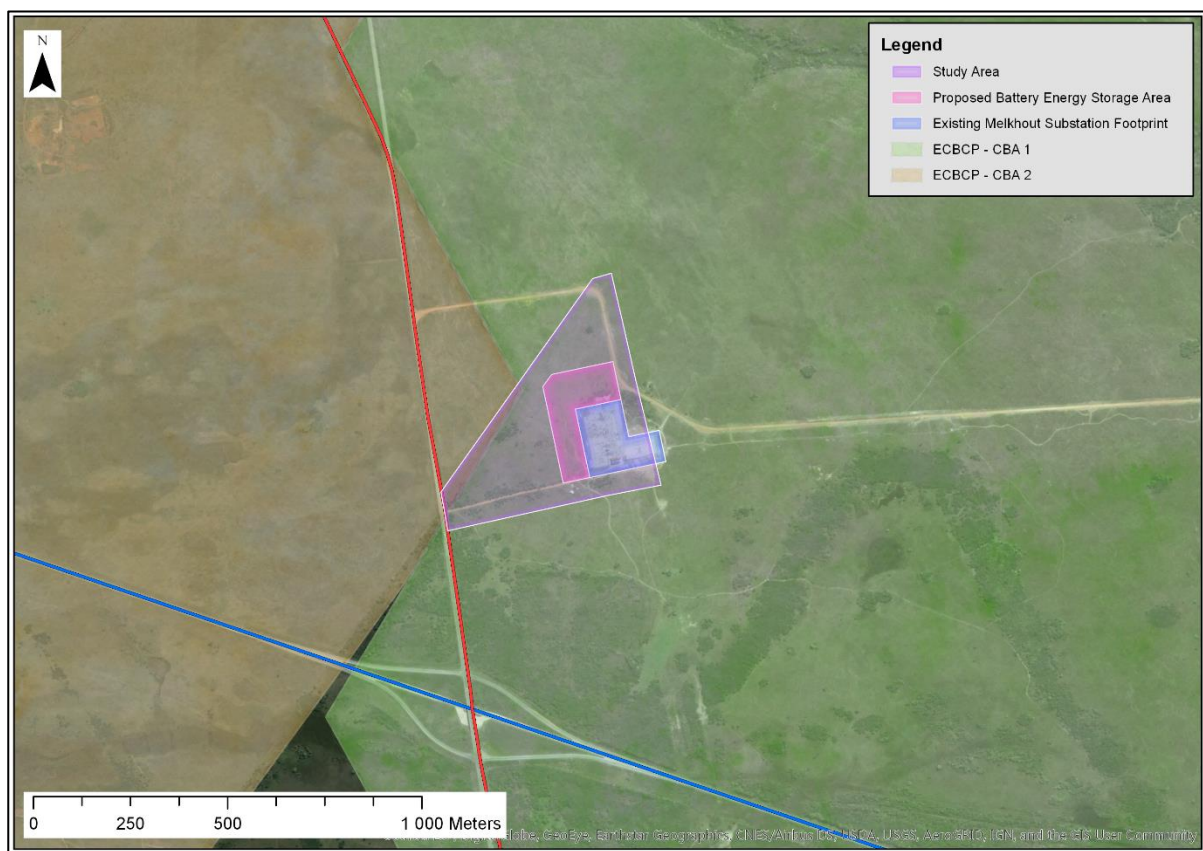 N
Legend
Study Area
Proposed Battery Energy Storage Area
Existing Melkhout Substation Footprint
ECBCP - CBA 1
ECBCP - CBA 2
0 250 500 1 000 Meters
GeoEye, Earthstar Geographics, CNES/Airbus DS, USDA, USGS, AeroGRID, IGN, and the GIS User Community